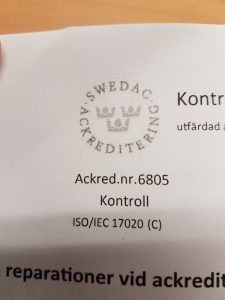 SWEDAC
ACKREDITERING
Kontr
utfärdad
Ackred.nr.6805
Kontroll
ISO/IEC 17020 (C)
reparationer vid ackredit